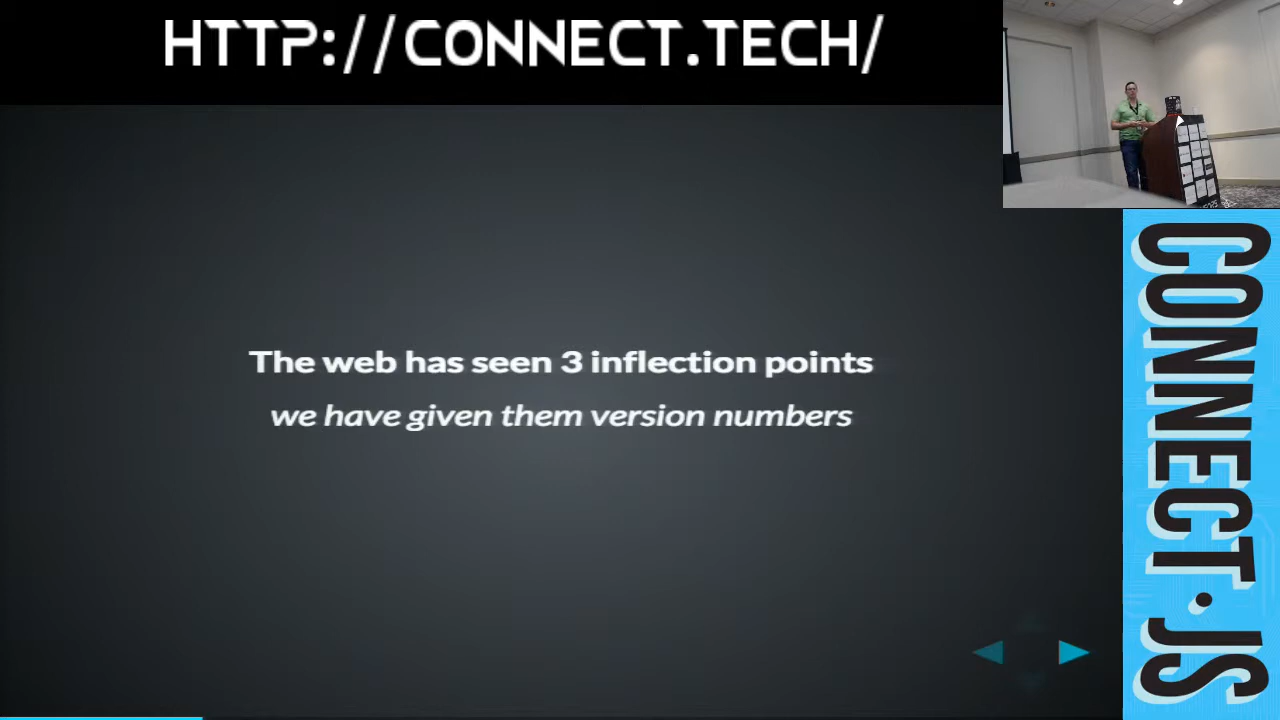 HTTP://CONNECT.TECH/
The web has seen 3 inflection points
we have given them version numbers
CONNECT.JS